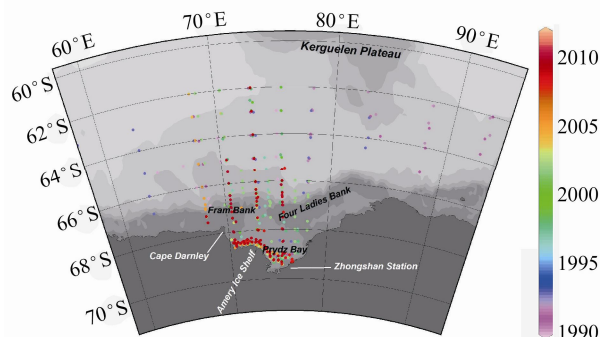 60°E
70°E
80°E
90°E
Kerguelen Plateau
60°S
62°S
64°S
66°S
68°S
70°S
Fram Bank
Four Ladies Bank
Cape Darnley
Amery Ice Shelf
Prydz Bay
Zhongshan Station
2010
2005
2000
1995
1990